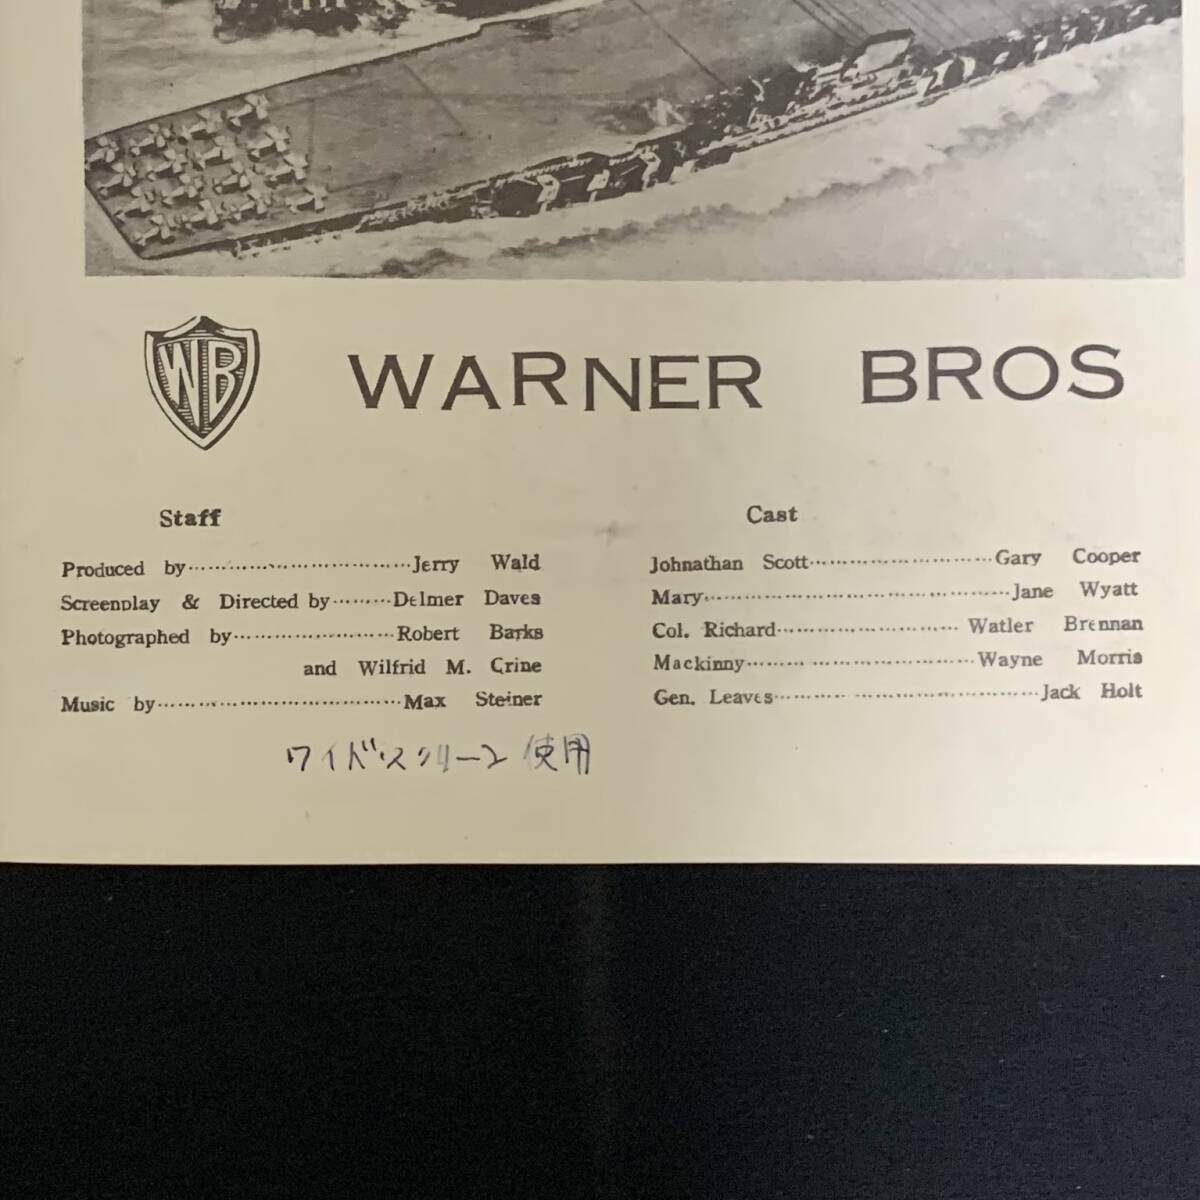 WB WARNER BROS
Staff
Produced by································Jerry Wald
Screenplay & Directed by·········Delmer Daves
Photographed by·······················Robert Barks
and Wilfrid M. Crine
Music by···································Max Steiner
Cast
Johnathan Scott··························Gary Cooper
Mary············································Jane Wyatt
Col. Richard·························· Watler Brennan
Mackinny·································Wayne Morris
Gen. Leaves······································Jack Holt
ワイドスクリーン使用